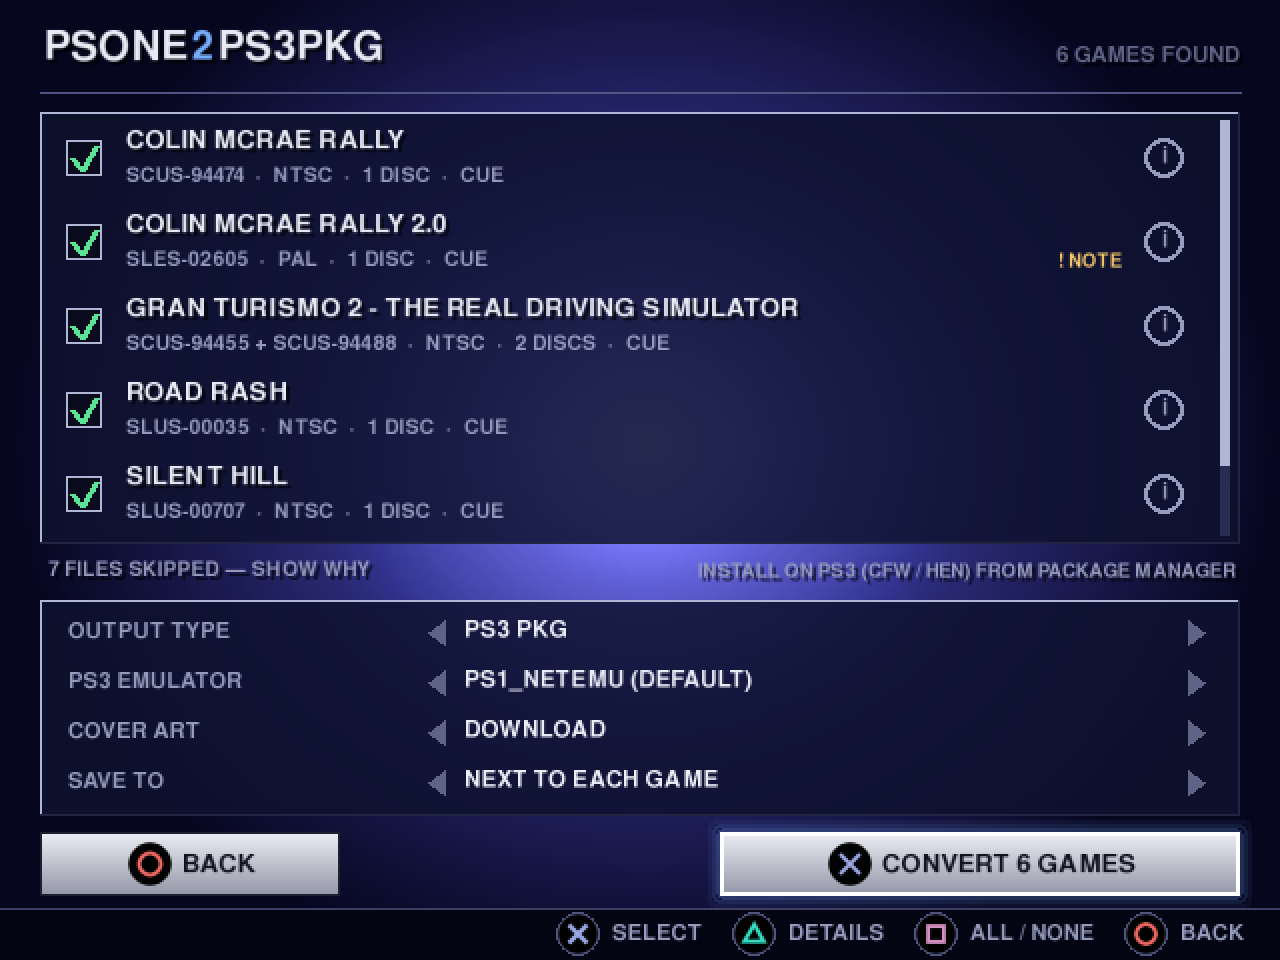 PSONE2PS3PKG
6 GAMES FOUND
COLIN MCRAE RALLY
SCUS-94474 · NTSC · 1 DISC · CUE
COLIN MCRAE RALLY 2.0
SLES-02605 · PAL · 1 DISC · CUE
! NOTE
GRAN TURISMO 2 - THE REAL DRIVING SIMULATOR
SCUS-94455 + SCUS-94488 · NTSC · 2 DISCS · CUE
ROAD RASH
SLUS-00035 · NTSC · 1 DISC · CUE
SILENT HILL
SLUS-00707 · NTSC · 1 DISC · CUE
7 FILES SKIPPED — SHOW WHY
INSTALL ON PS3 (CFW / HEN) FROM PACKAGE MANAGER
OUTPUT TYPE PS3 PKG
PS3 EMULATOR PS1_NETEMU (DEFAULT)
COVER ART DOWNLOAD
SAVE TO NEXT TO EACH GAME
BACK
CONVERT 6 GAMES
SELECT DETAILS ALL / NONE BACK